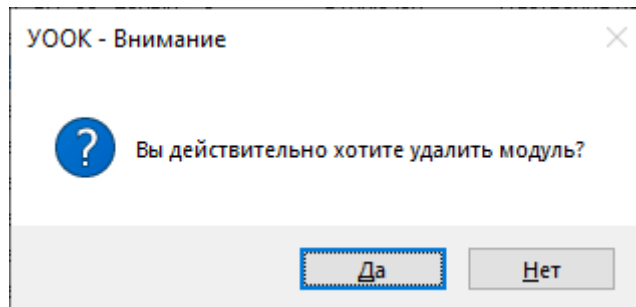 УООК - Внимание
Вы действительно хотите удалить модуль?
Да
Нет